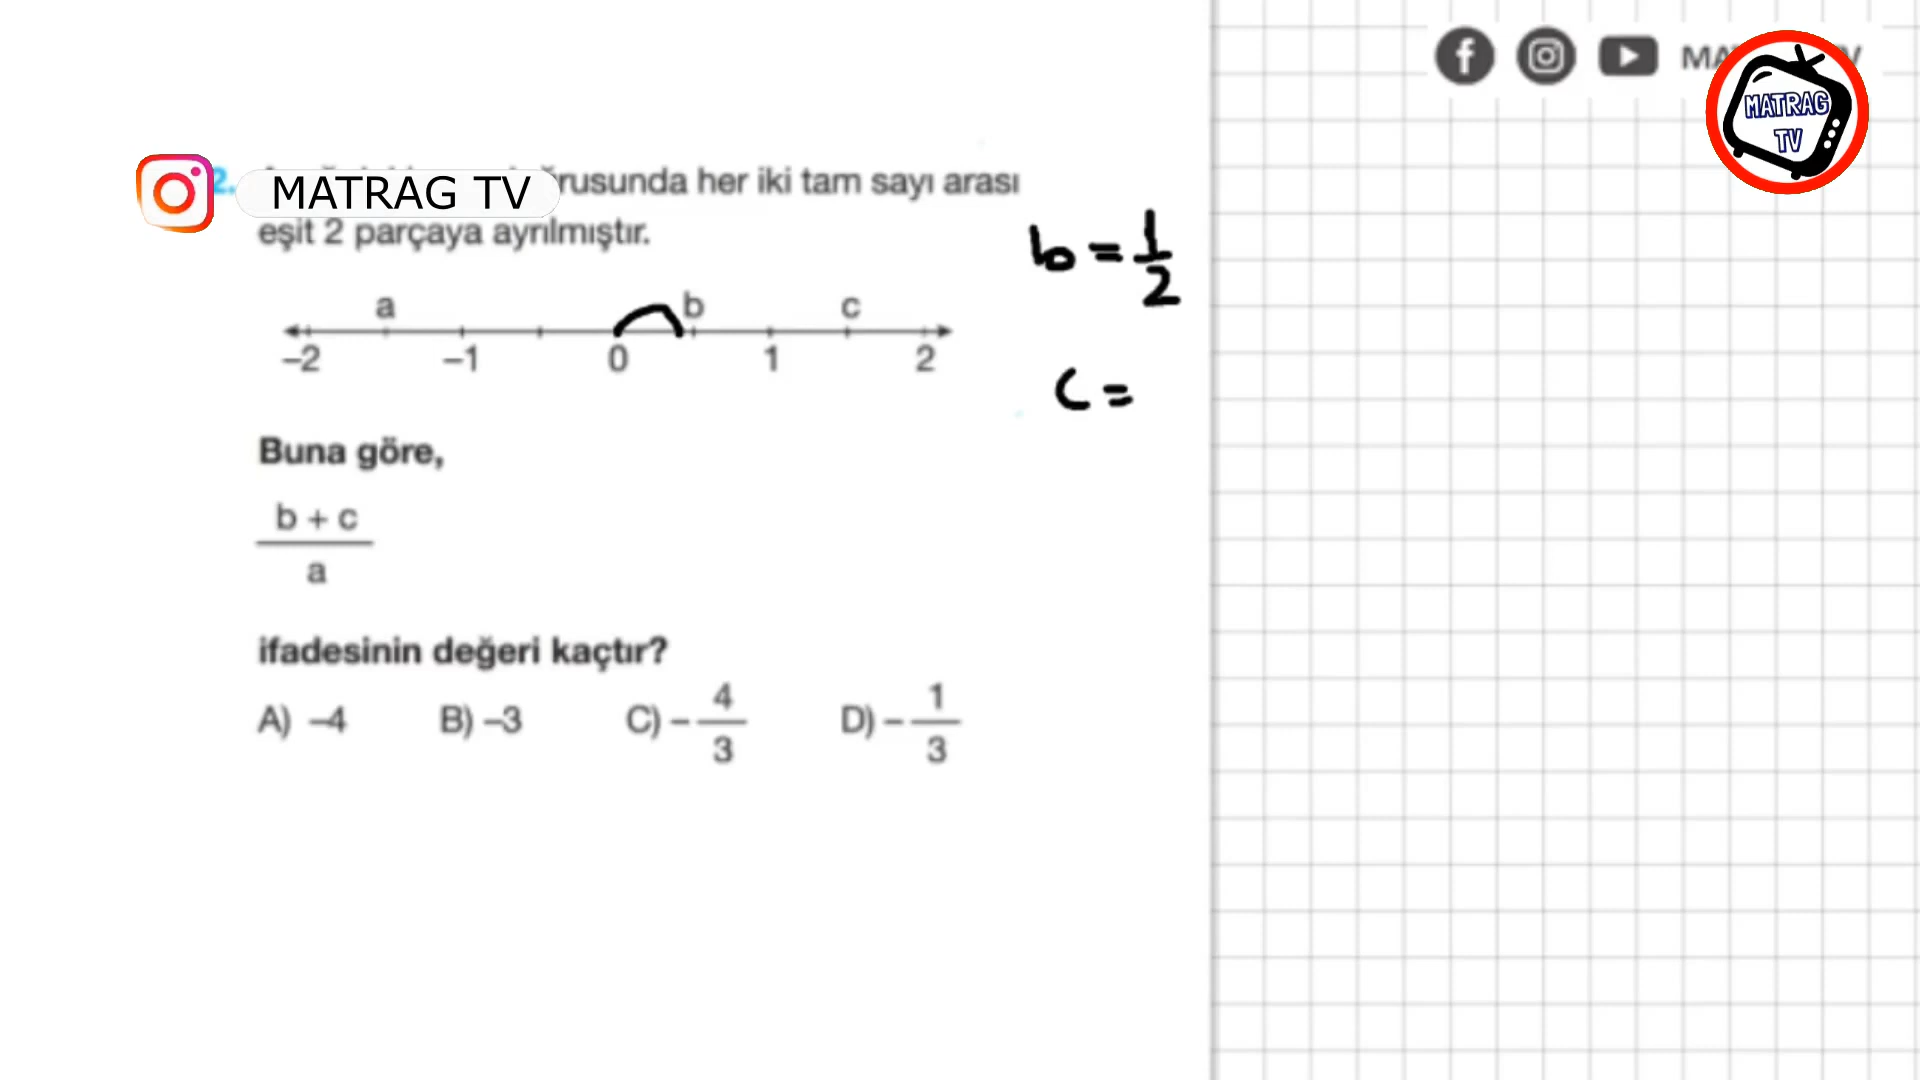 MATRAG TV
2. rusunda her iki tam sayı arası
MATRAG TV
eşit 2 parçaya ayrılmıştır.
b = 1/2
a b c
–2 –1 0 1 2
c =
Buna göre,
b + c
a
ifadesinin değeri kaçtır?
A) –4 B) –3 C) – 4/3 D) – 1/3